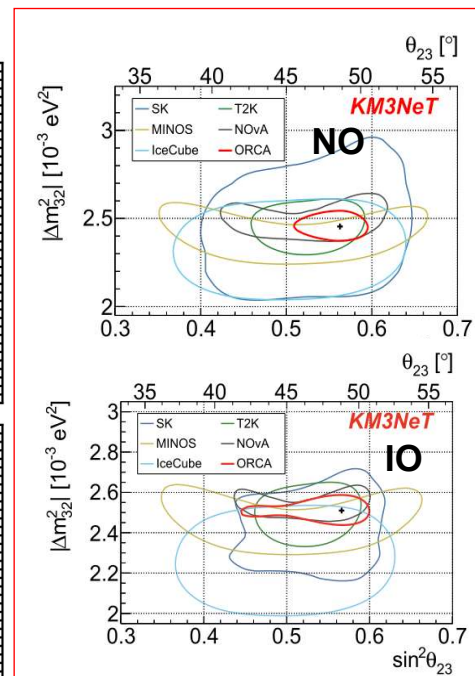 θ23 [°]
35 40 45 50 55
KM3NeT
SK T2K
MINOS NOvA
IceCube ORCA
NO
|Δm²32| [10-3 eV²]
3
2.5
2
0.3 0.4 0.5 0.6 0.7
θ23 [°]
35 40 45 50 55
KM3NeT
SK T2K
MINOS NOvA
IceCube ORCA
IO
|Δm²32| [10-3 eV²]
3
2.8
2.6
2.4
2.2
2
0.3 0.4 0.5 0.6 0.7
sin²θ23